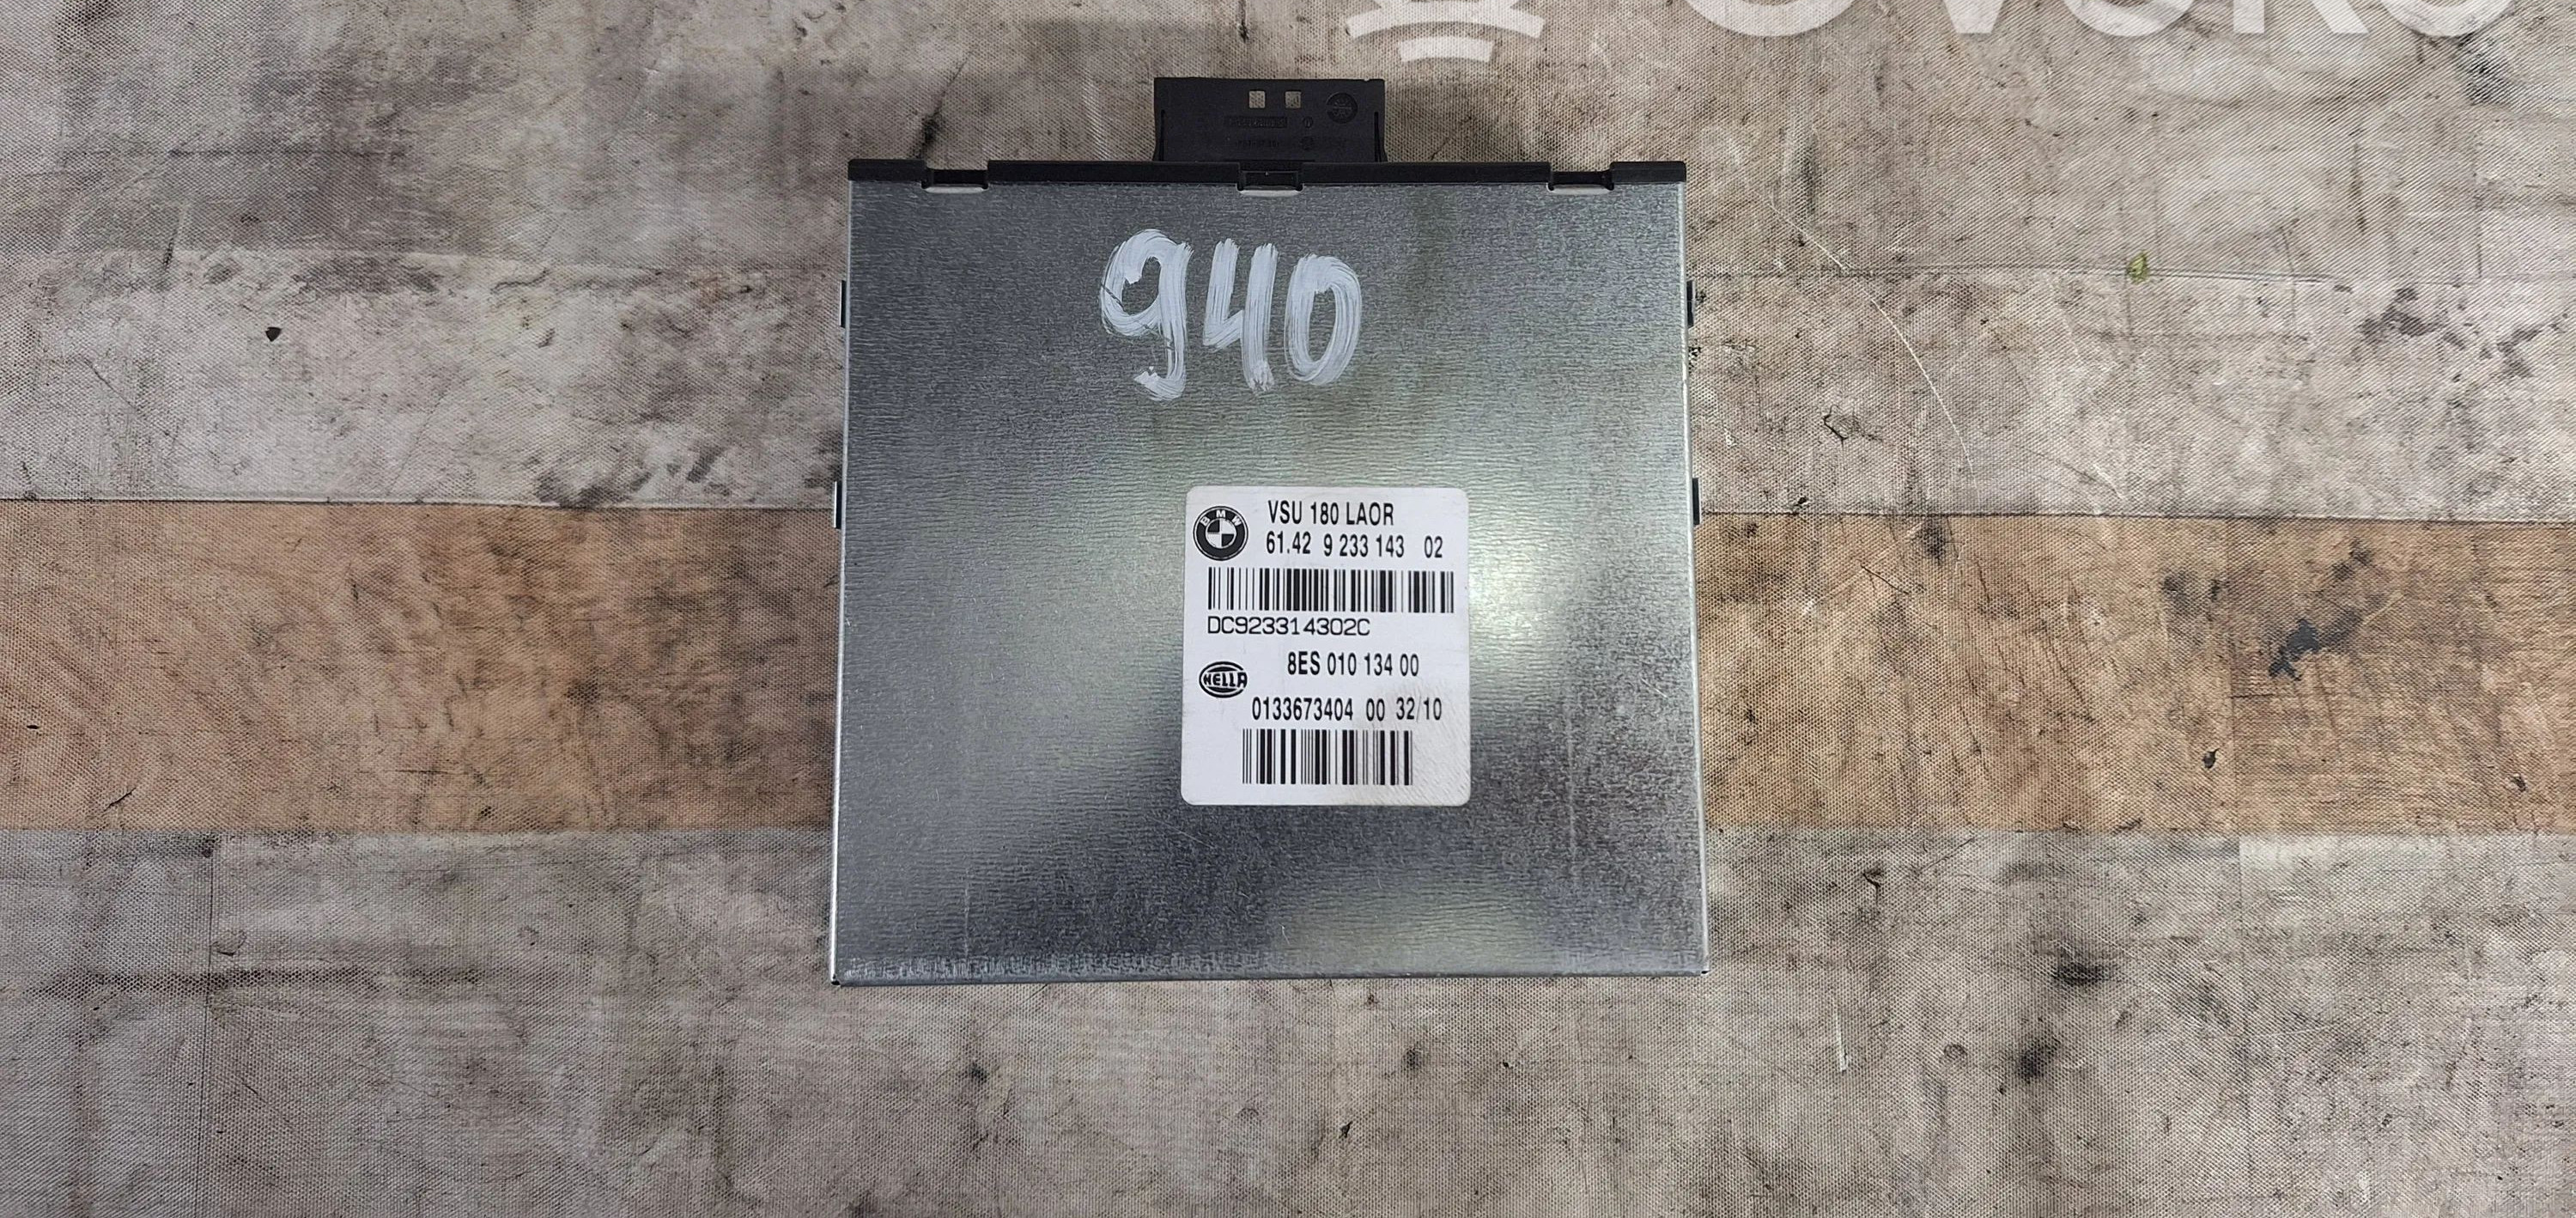 940
VSU 180 LAOR
BMW
61.42 9 233 143 02
DC923314302C
8ES 010 134 00
HELLA
0133673404 00 32/10